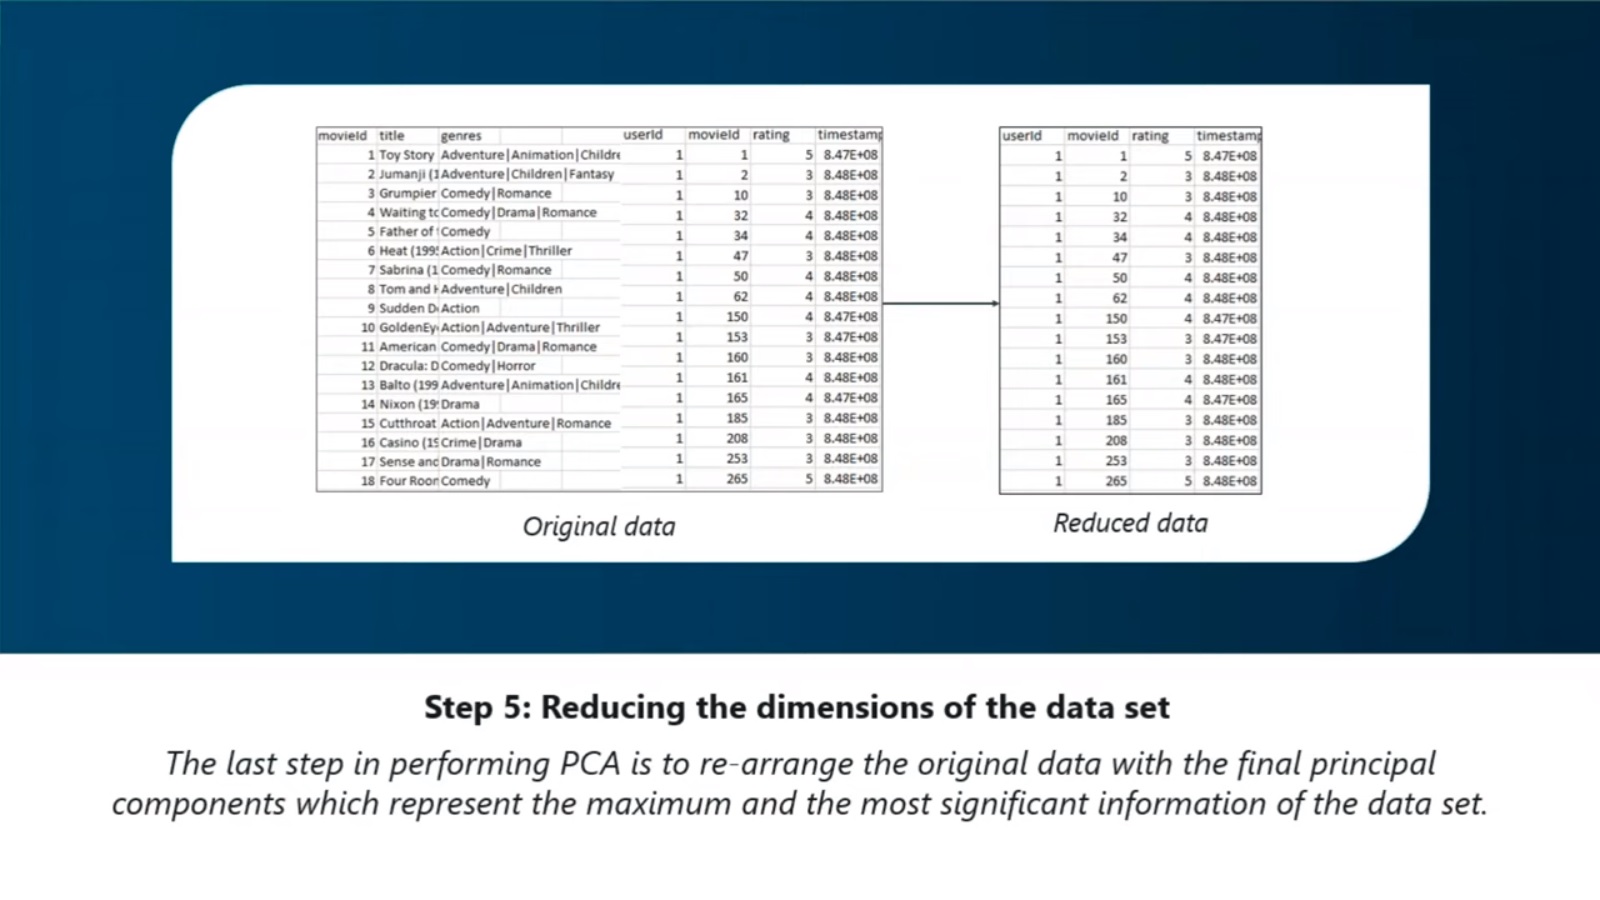 movieId title genres userId movieId rating timestamp
1 Toy Story Adventure|Animation|Childre 1 1 5 8.47E+08
2 Jumanji (1 Adventure|Children|Fantasy 1 2 3 8.48E+08
3 Grumpier Comedy|Romance 1 10 3 8.48E+08
4 Waiting to Comedy|Drama|Romance 1 32 4 8.48E+08
5 Father of Comedy 1 34 4 8.48E+08
6 Heat (199 Action|Crime|Thriller 1 47 3 8.48E+08
7 Sabrina (1 Comedy|Romance 1 50 4 8.48E+08
8 Tom and H Adventure|Children 1 62 4 8.48E+08
9 Sudden D Action 1 150 4 8.47E+08
10 GoldenEy Action|Adventure|Thriller 1 153 3 8.47E+08
11 American Comedy|Drama|Romance 1 160 3 8.48E+08
12 Dracula: D Comedy|Horror 1 161 4 8.48E+08
13 Balto (199 Adventure|Animation|Childre 1 165 4 8.47E+08
14 Nixon (19 Drama 1 185 3 8.48E+08
15 Cutthroat Action|Adventure|Romance 1 208 3 8.48E+08
16 Casino (19 Crime|Drama 1 253 3 8.48E+08
17 Sense and Drama|Romance 1 265 5 8.48E+08
18 Four Roor Comedy
Original data
userId movieId rating timestamp
1 1 5 8.47E+08
1 2 3 8.48E+08
1 10 3 8.48E+08
1 32 4 8.48E+08
1 34 4 8.48E+08
1 47 3 8.48E+08
1 50 4 8.48E+08
1 62 4 8.48E+08
1 150 4 8.47E+08
1 153 3 8.47E+08
1 160 3 8.48E+08
1 161 4 8.48E+08
1 165 4 8.47E+08
1 185 3 8.48E+08
1 208 3 8.48E+08
1 253 3 8.48E+08
1 265 5 8.48E+08
Reduced data
Step 5: Reducing the dimensions of the data set
The last step in performing PCA is to re-arrange the original data with the final principal
components which represent the maximum and the most significant information of the data set.